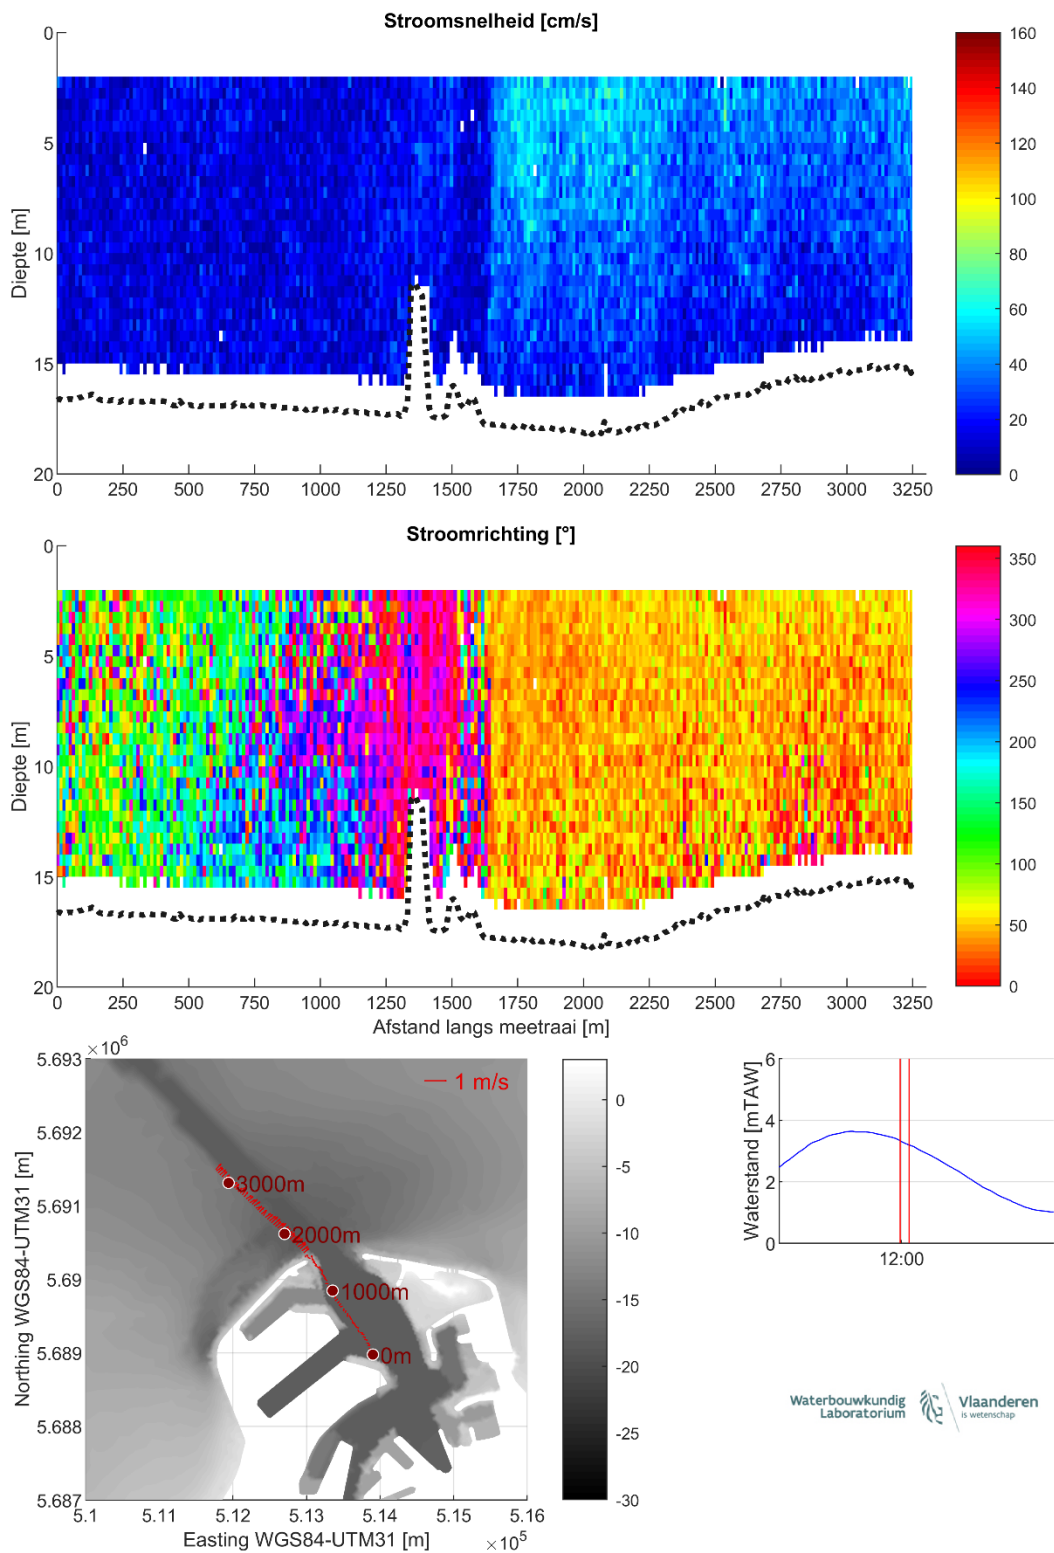 Stroomsnelheid [cm/s]
0
5
10
15
20
Diepte [m]
0 250 500 750 1000 1250 1500 1750 2000 2250 2500 2750 3000 3250
160
140
120
100
80
60
40
20
0
Stroomrichting [°]
0
5
10
15
20
Diepte [m]
0 250 500 750 1000 1250 1500 1750 2000 2250 2500 2750 3000 3250
Afstand langs meetraai [m]
350
300
250
200
150
100
50
0
×10⁶
5.693
5.692
5.691
5.69
5.689
5.688
5.687
Northing WGS84-UTM31 [m]
1 m/s
3000m
2000m
1000m
0m
5.1 5.12 5.13 5.14 5.15 5.16
Easting WGS84-UTM31 [m]
×10⁵
0
-5
-10
-15
-20
-25
-30
Waterstand [mTAW]
6
4
2
0
12:00
Waterbouwkundig
Laboratorium
Vlaanderen
is wetenschap